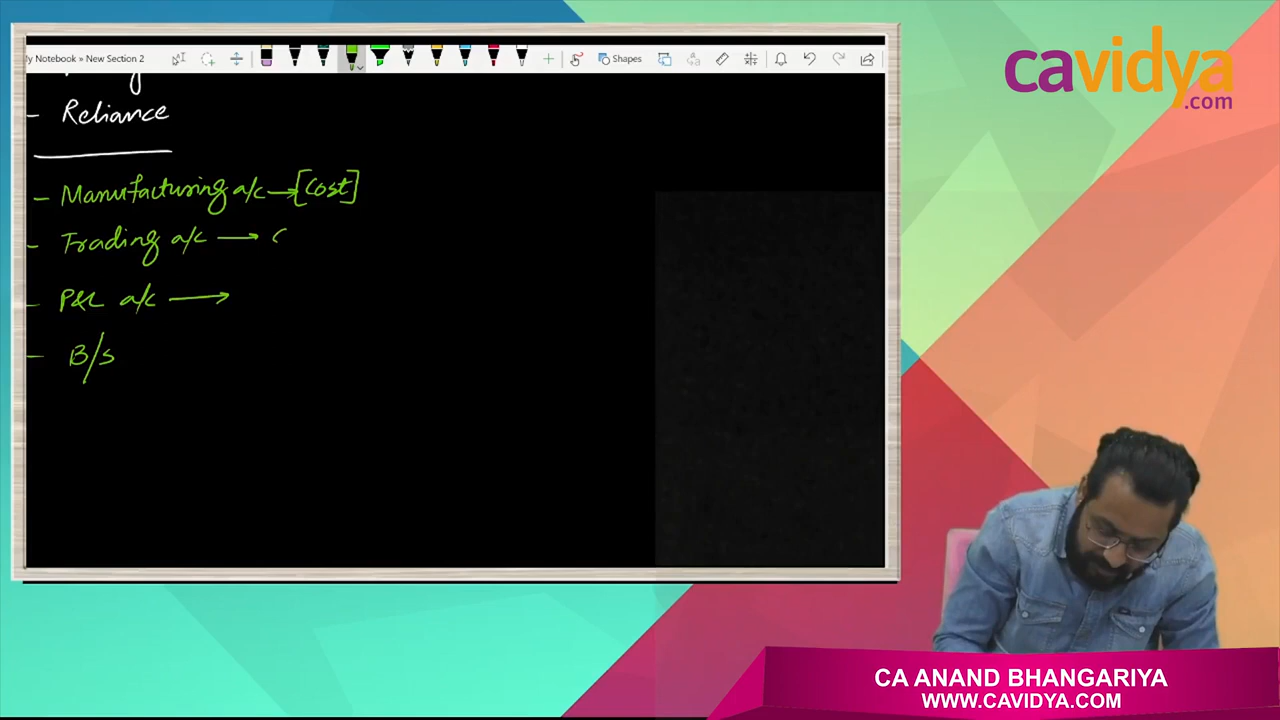 y Notebook » New Section 2
Shapes
- Reliance
- Manufacturing a/c → [Cost]
- Trading a/c →
- P&L a/c →
- B/S
cavidya
.com
CA ANAND BHANGARIYA
WWW.CAVIDYA.COM